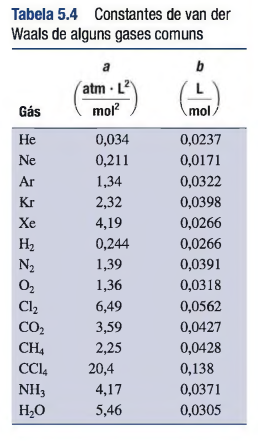 Tabela 5.4 Constantes de van der
Waals de alguns gases comuns
a b
(atm · L² / mol²) (L / mol)
Gás
He 0,034 0,0237
Ne 0,211 0,0171
Ar 1,34 0,0322
Kr 2,32 0,0398
Xe 4,19 0,0266
H₂ 0,244 0,0266
N₂ 1,39 0,0391
O₂ 1,36 0,0318
Cl₂ 6,49 0,0562
CO₂ 3,59 0,0427
CH₄ 2,25 0,0428
CCl₄ 20,4 0,138
NH₃ 4,17 0,0371
H₂O 5,46 0,0305